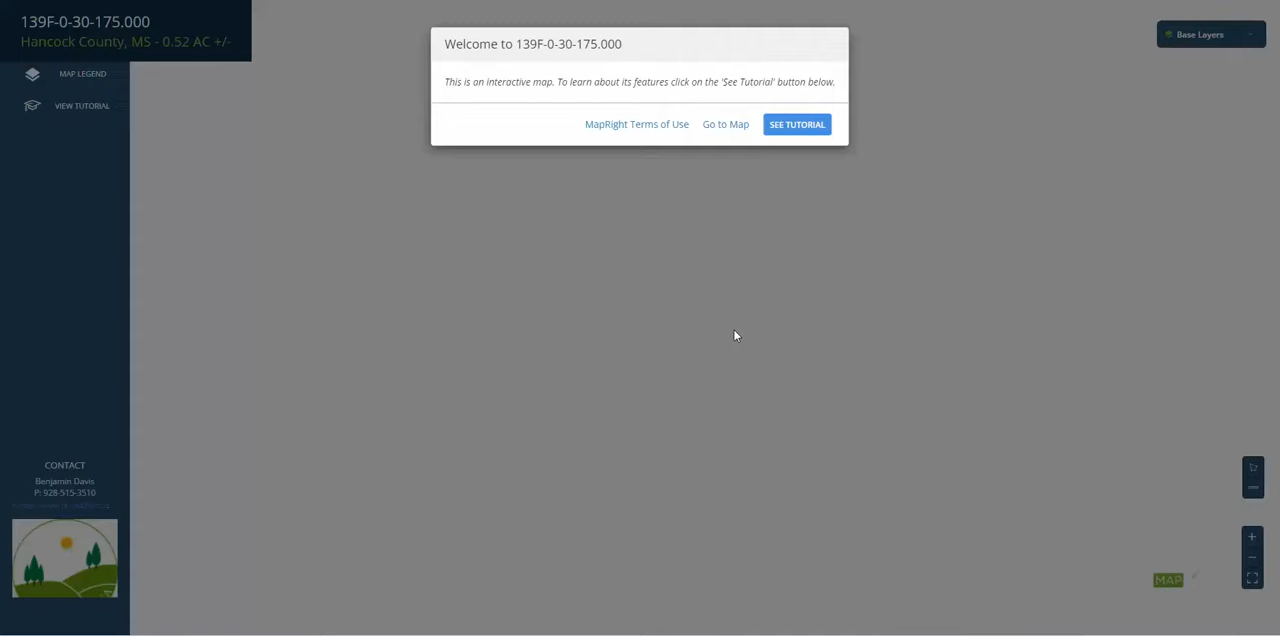 139F-0-30-175.000
Hancock County, MS - 0.52 AC +/-
MAP LEGEND
VIEW TUTORIAL
Welcome to 139F-0-30-175.000
This is an interactive map. To learn about its features click on the 'See Tutorial' button below.
MapRight Terms of Use
Go to Map
SEE TUTORIAL
Base Layers
CONTACT
Benjamin Davis
P: 928-515-3510
MAP